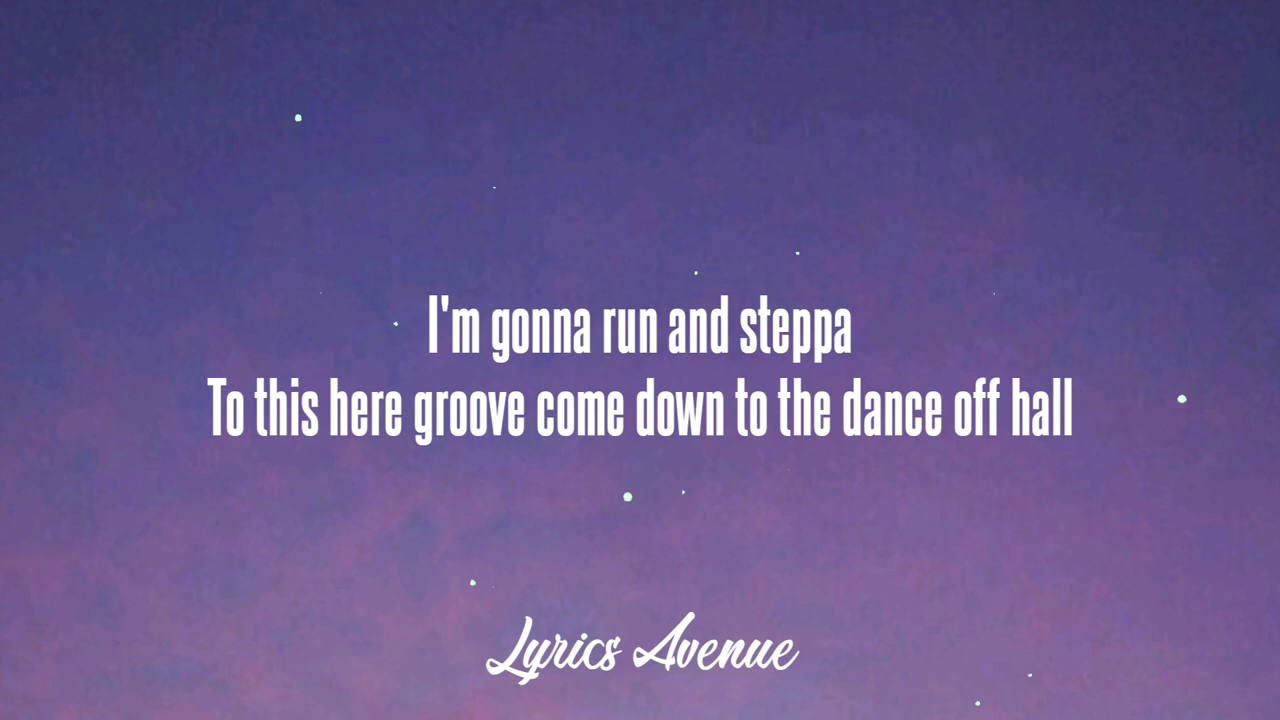 I'm gonna run and steppa
To this here groove come down to the dance off hall
Lyrics Avenue